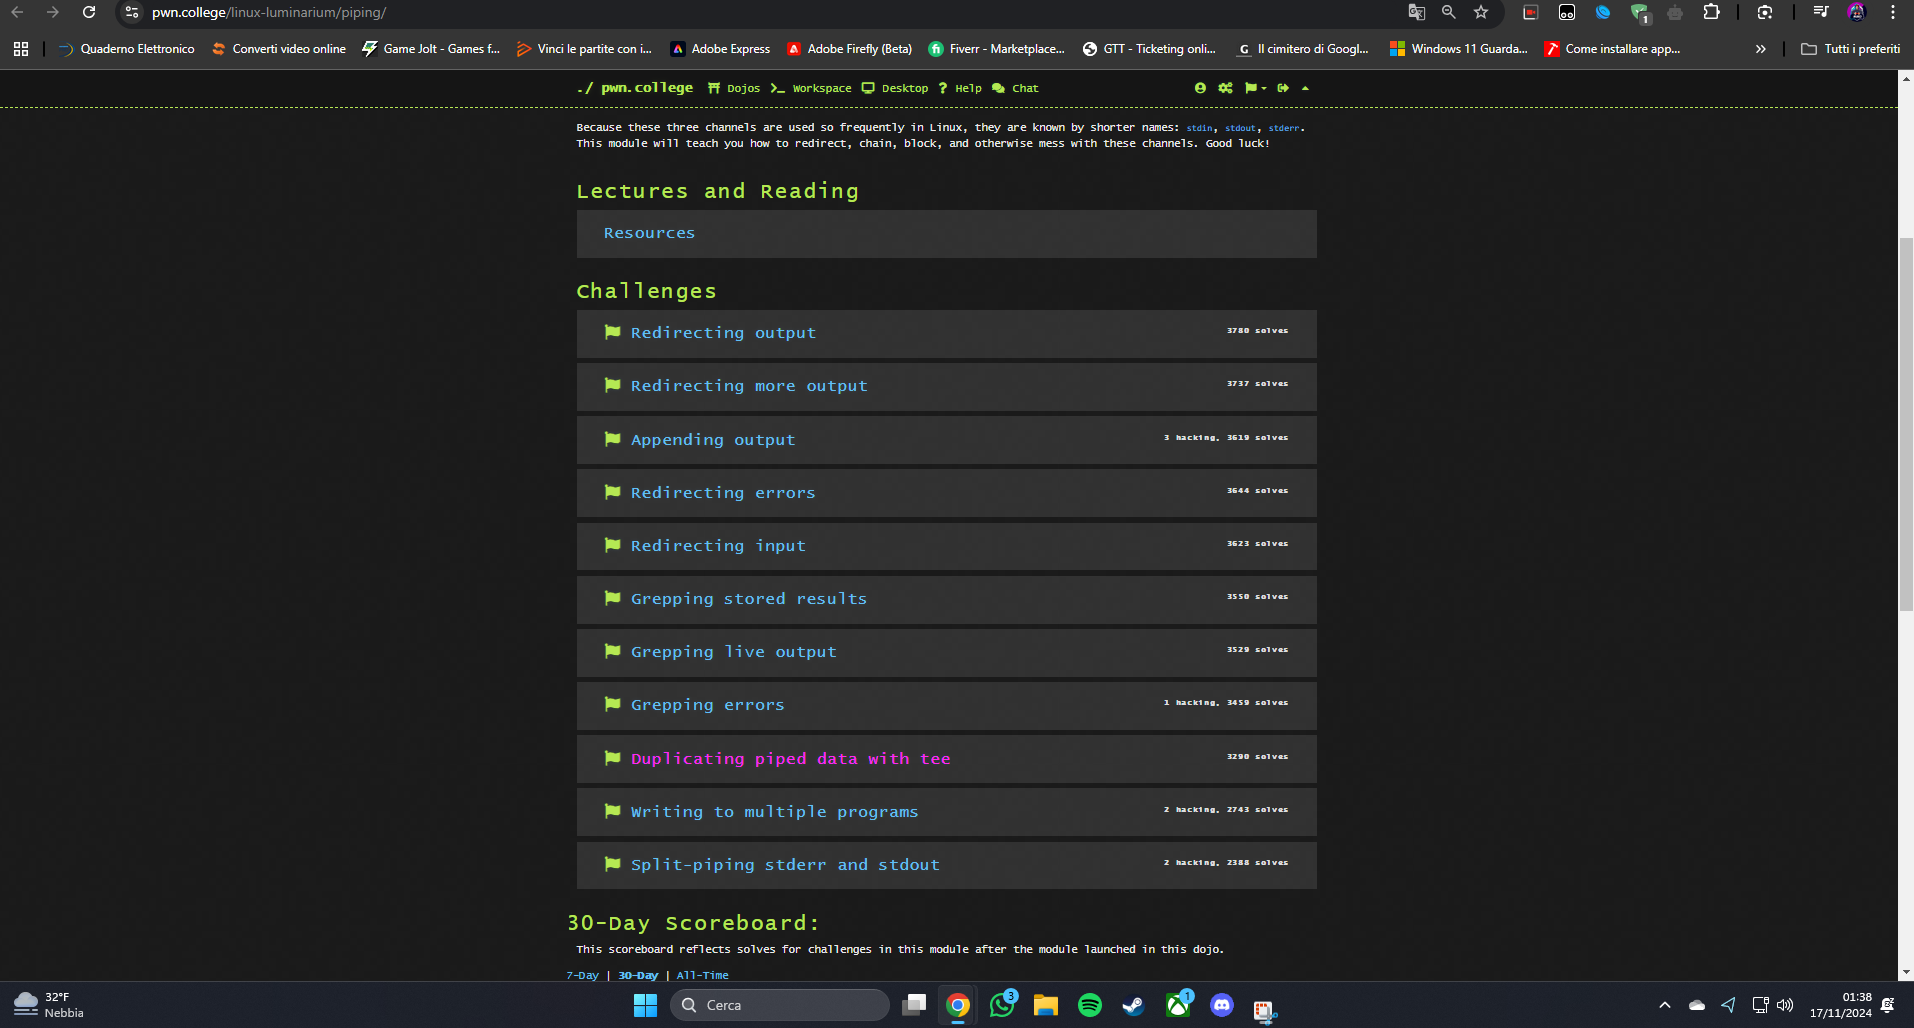 pwn.college/linux-luminarium/piping/
1
Quaderno Elettronico
Converti video online
Game Jolt - Games f...
Vinci le partite con i...
Adobe Express
Adobe Firefly (Beta)
Fiverr - Marketplace...
GTT - Ticketing onli...
G Il cimitero di Googl...
Windows 11 Guarda...
Come installare app...
»
Tutti i preferiti
./ pwn.college
Dojos
Workspace
Desktop
? Help
Chat
Because these three channels are used so frequently in Linux, they are known by shorter names: stdin, stdout, stderr.
This module will teach you how to redirect, chain, block, and otherwise mess with these channels. Good luck!
Lectures and Reading
Resources
Challenges
Redirecting output 3780 solves
Redirecting more output 3737 solves
Appending output 3 hacking, 3619 solves
Redirecting errors 3644 solves
Redirecting input 3623 solves
Grepping stored results 3550 solves
Grepping live output 3529 solves
Grepping errors 1 hacking, 3459 solves
Duplicating piped data with tee 3290 solves
Writing to multiple programs 2 hacking, 2743 solves
Split-piping stderr and stdout 2 hacking, 2388 solves
30-Day Scoreboard:
This scoreboard reflects solves for challenges in this module after the module launched in this dojo.
7-Day | 30-Day | All-Time
32°F
Nebbia
Cerca
3
1
01:38
17/11/2024